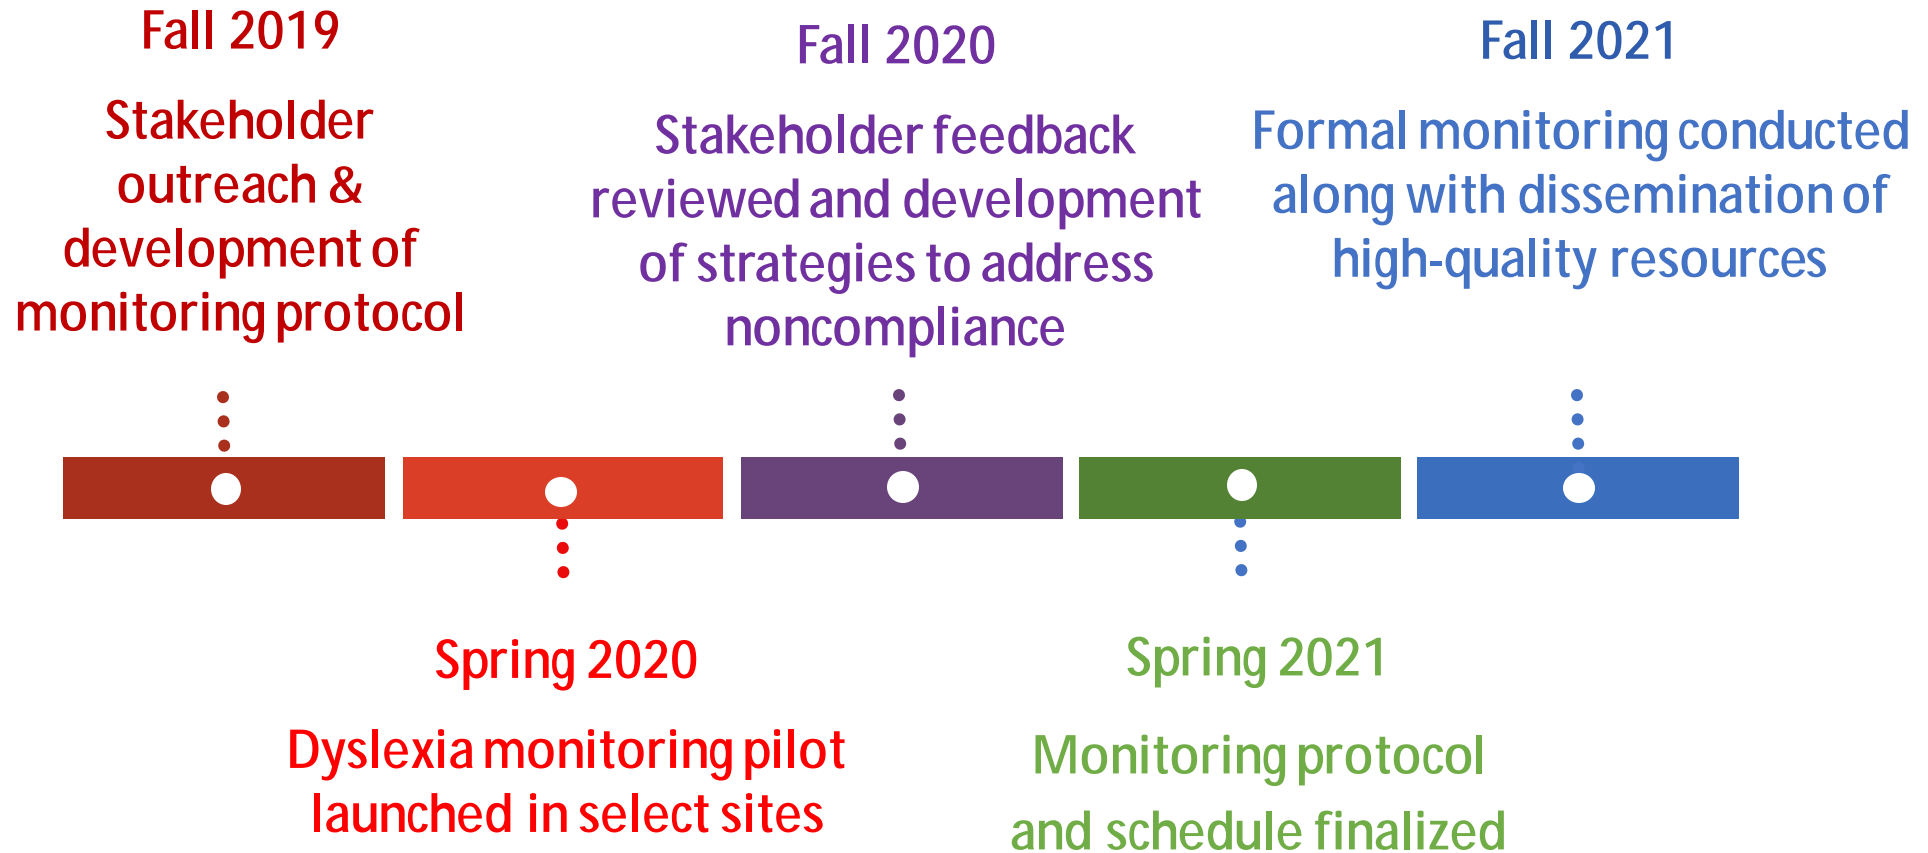 Fall 2019
Stakeholder
outreach &
development of
monitoring protocol
Spring 2020
Dyslexia monitoring pilot
launched in select sites
Fall 2020
Stakeholder feedback
reviewed and development
of strategies to address
noncompliance
Spring 2021
Monitoring protocol
and schedule finalized
Fall 2021
Formal monitoring conducted
along with dissemination of
high-quality resources